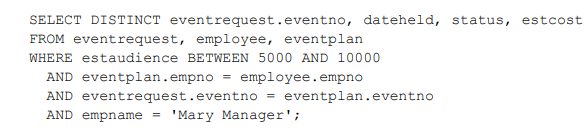 SELECT DISTINCT eventrequest.eventno, dateheld, status, estcost
FROM eventrequest, employee, eventplan
WHERE estaudience BETWEEN 5000 AND 10000
AND eventplan.empno = employee.empno
AND eventrequest.eventno = eventplan.eventno
AND empname = 'Mary Manager';